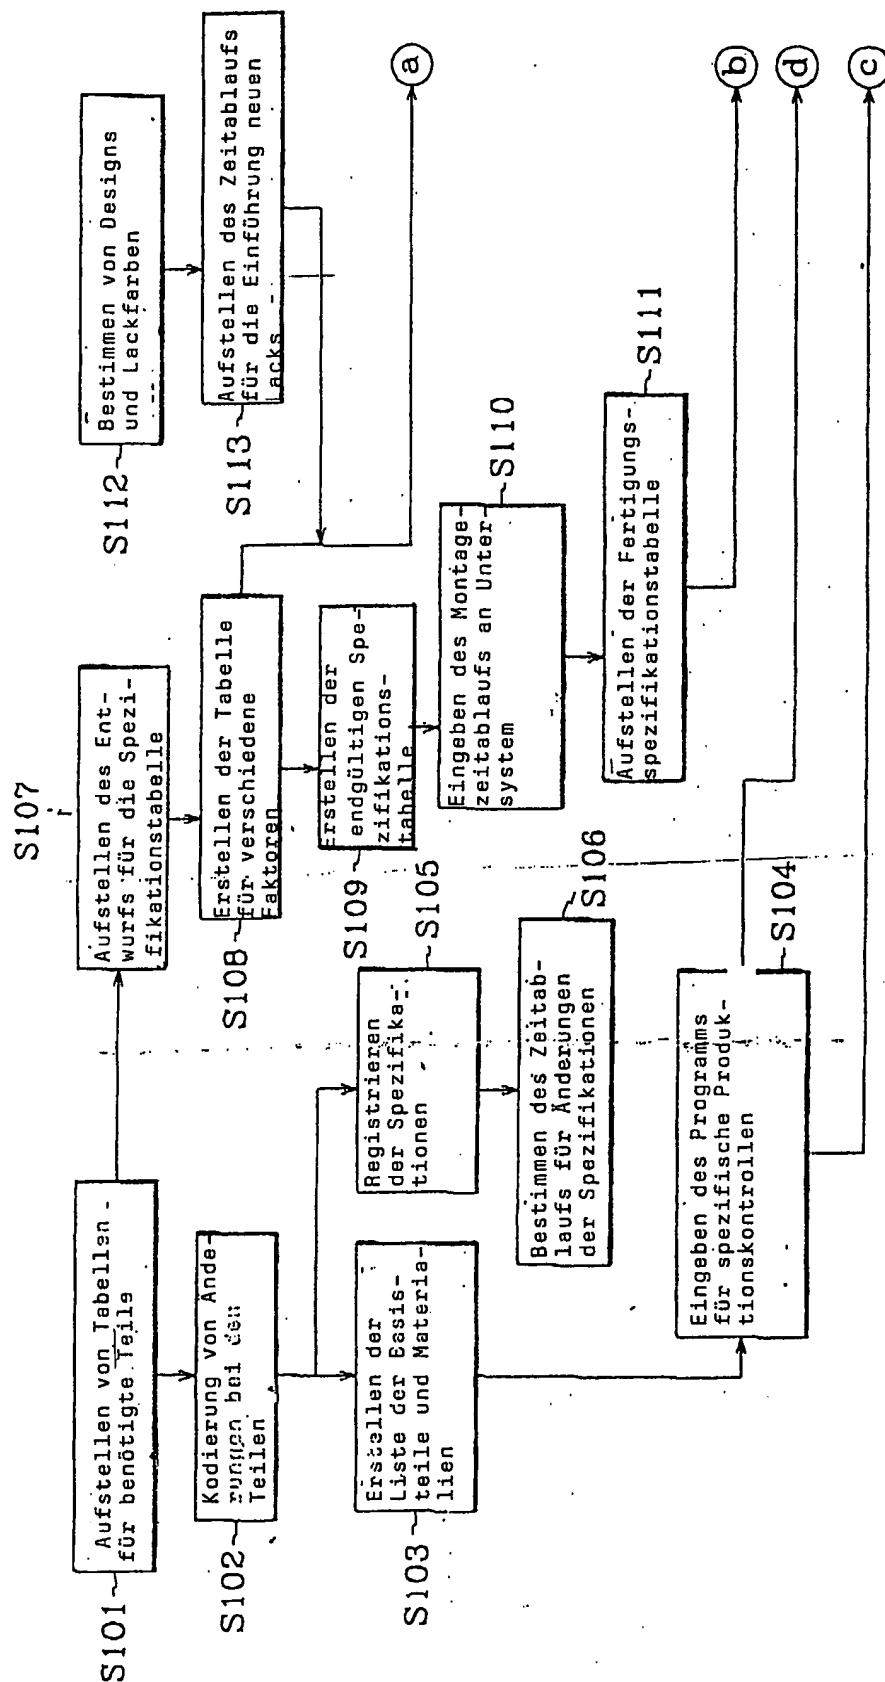 S101
Aufstellen von Tabellen
für benötigte Teile
S102
Kodierung von Ände-
rungen bei den
Teilen
S103
Erstellen der
Liste der Basis-
teile und Materia-
lien
S105
Registrieren
der Spezifika-
tionen
S106
Bestimmen des Zeitab-
laufs für Änderungen
der Spezifikationen
S104
Eingeben des Programms
für spezifische Produk-
tionskontrollen
S107
Aufstellen des Ent-
wurfs für die Spezi-
fikationstabelle
S108
Erstellen der Tabelle
für verschiedene
Faktoren
S109
Erstellen der
endgültigen Spe-
zifikations-
tabelle
S110
Eingeben des Montage-
zeitablaufs an Unter
system
S111
Aufstellen der Fertigungs-
spezifikationstabelle
S112
Bestimmen von Designs
und Lackfarben
S113
Aufstellen des Zeitablaufs
für die Einführung neuen
Lacks
a
b
d
c